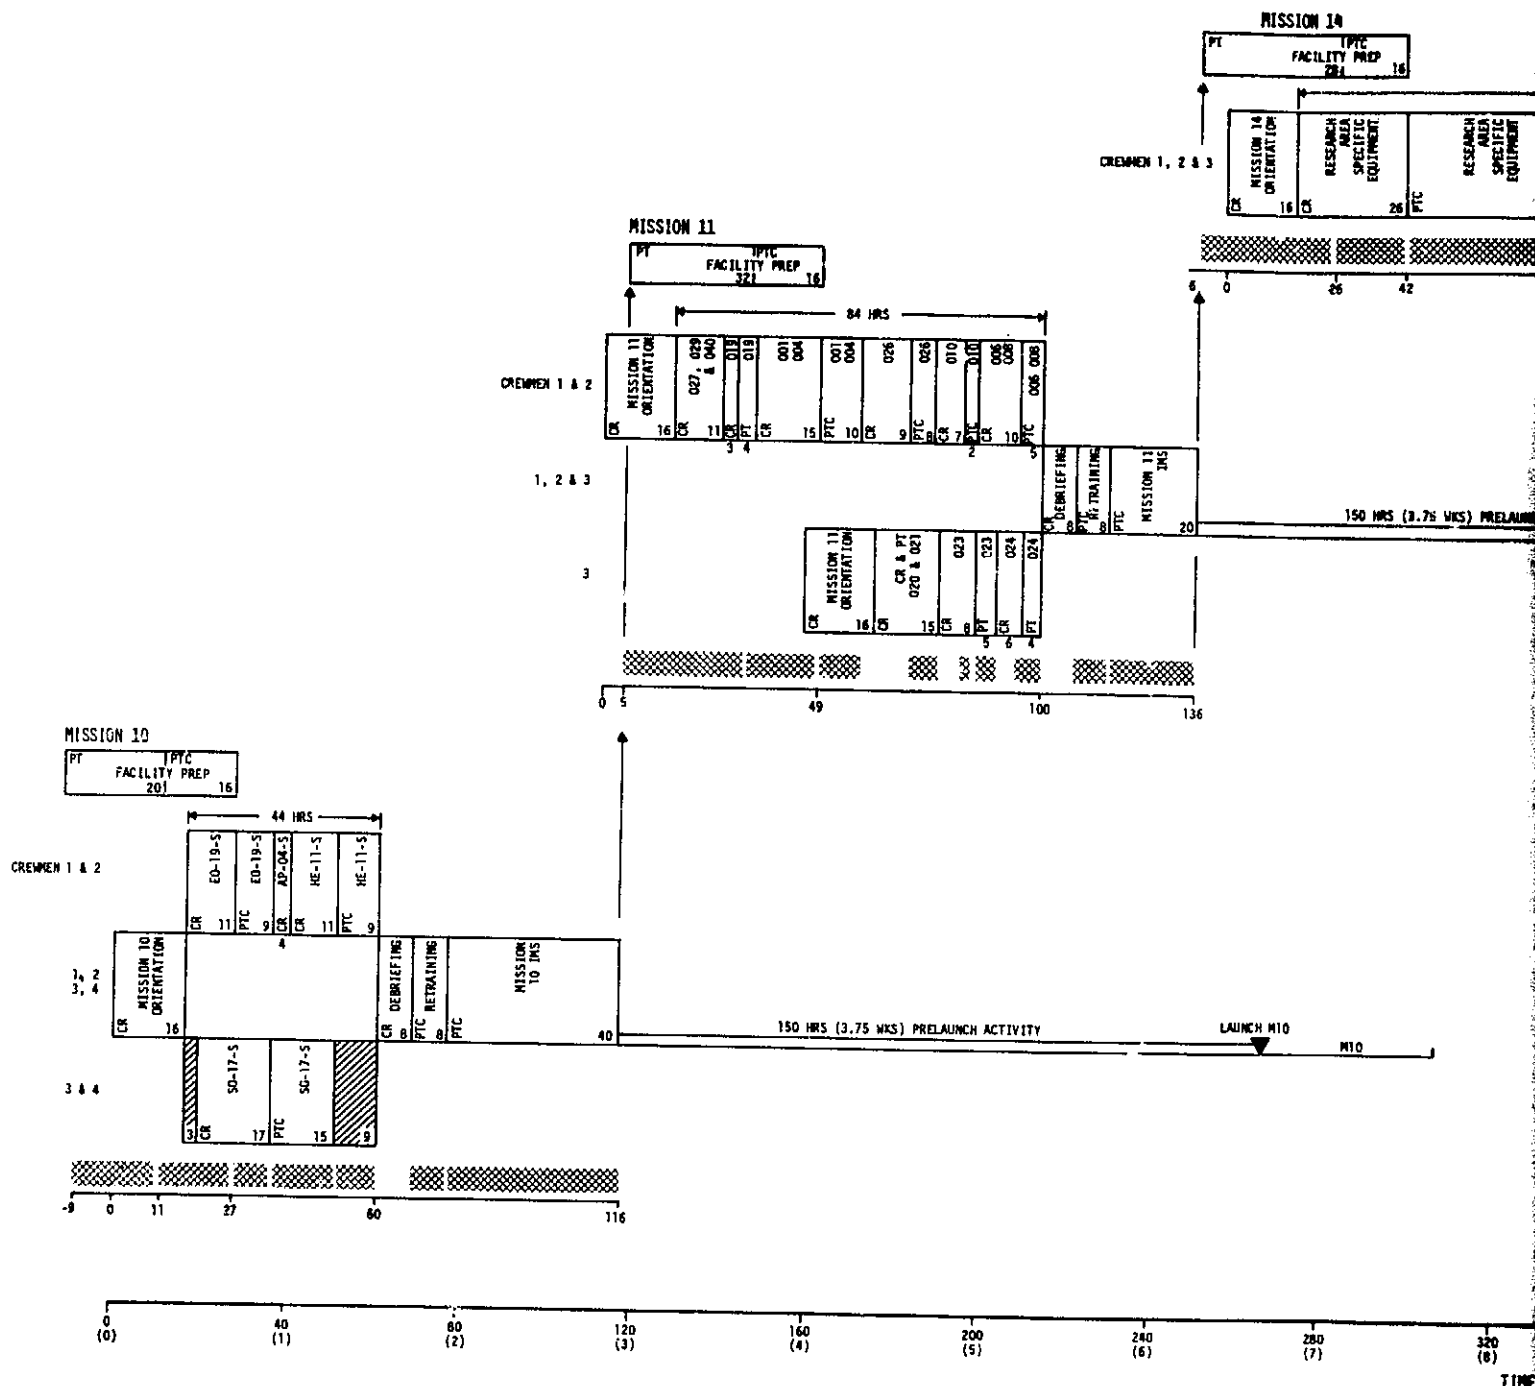 MISSION 14
PT PTC
FACILITY PREP
28 16
CREWMEN 1, 2 & 3
MISSION 14
ORIENTATION
CR 16
RESEARCH
AREA
SPECIFIC
EQUIPMENT
CR 26
RESEARCH
AREA
SPECIFIC
EQUIPMENT
PTC
6 0 26 42
MISSION 11
PT PTC
FACILITY PREP
32 16
84 HRS
CREWMEN 1 & 2
MISSION 11
ORIENTATION
CR 16
027, 029
& 040
CR 11
019
CR 3
019
PT 4
001
004
CR 15
001
004
PTC 10
026
CR 9
026
PTC 8
010
CR 7
010
PTC 2
006
008
CR 10
006 008
PTC 5
1, 2 & 3
DEBRIEFING
CR 8
RETRAINING
PTC 8
MISSION 11
IMS
PTC 20
150 HRS (3.75 WKS) PRELAUN
3
MISSION 11
ORIENTATION
CR 16
CR & PT
020 & 021
CR 15
023
CR 8
023
PT 5
024
CR 6
024
PT 4
0 5 49 100 136
MISSION 10
PT PTC
FACILITY PREP
20 16
44 HRS
CREWMEN 1 & 2
EO-19-S
CR 11
EO-19-S
PTC 9
AP-04-S
CR 4
HE-11-S
CR 11
HE-11-S
PTC 9
1, 2
3, 4
MISSION 10
ORIENTATION
CR 16
DEBRIEFING
CR 8
RETRAINING
PTC 8
MISSION
10 IMS
PTC 40
150 HRS (3.75 WKS) PRELAUNCH ACTIVITY
LAUNCH M10
M10
3 & 4
3
SO-17-S
CR 17
SO-17-S
PTC 15
9
-9 0 11 27 60 116
0 40 80 120 160 200 240 280 320
(0) (1) (2) (3) (4) (5) (6) (7) (8)
TIME